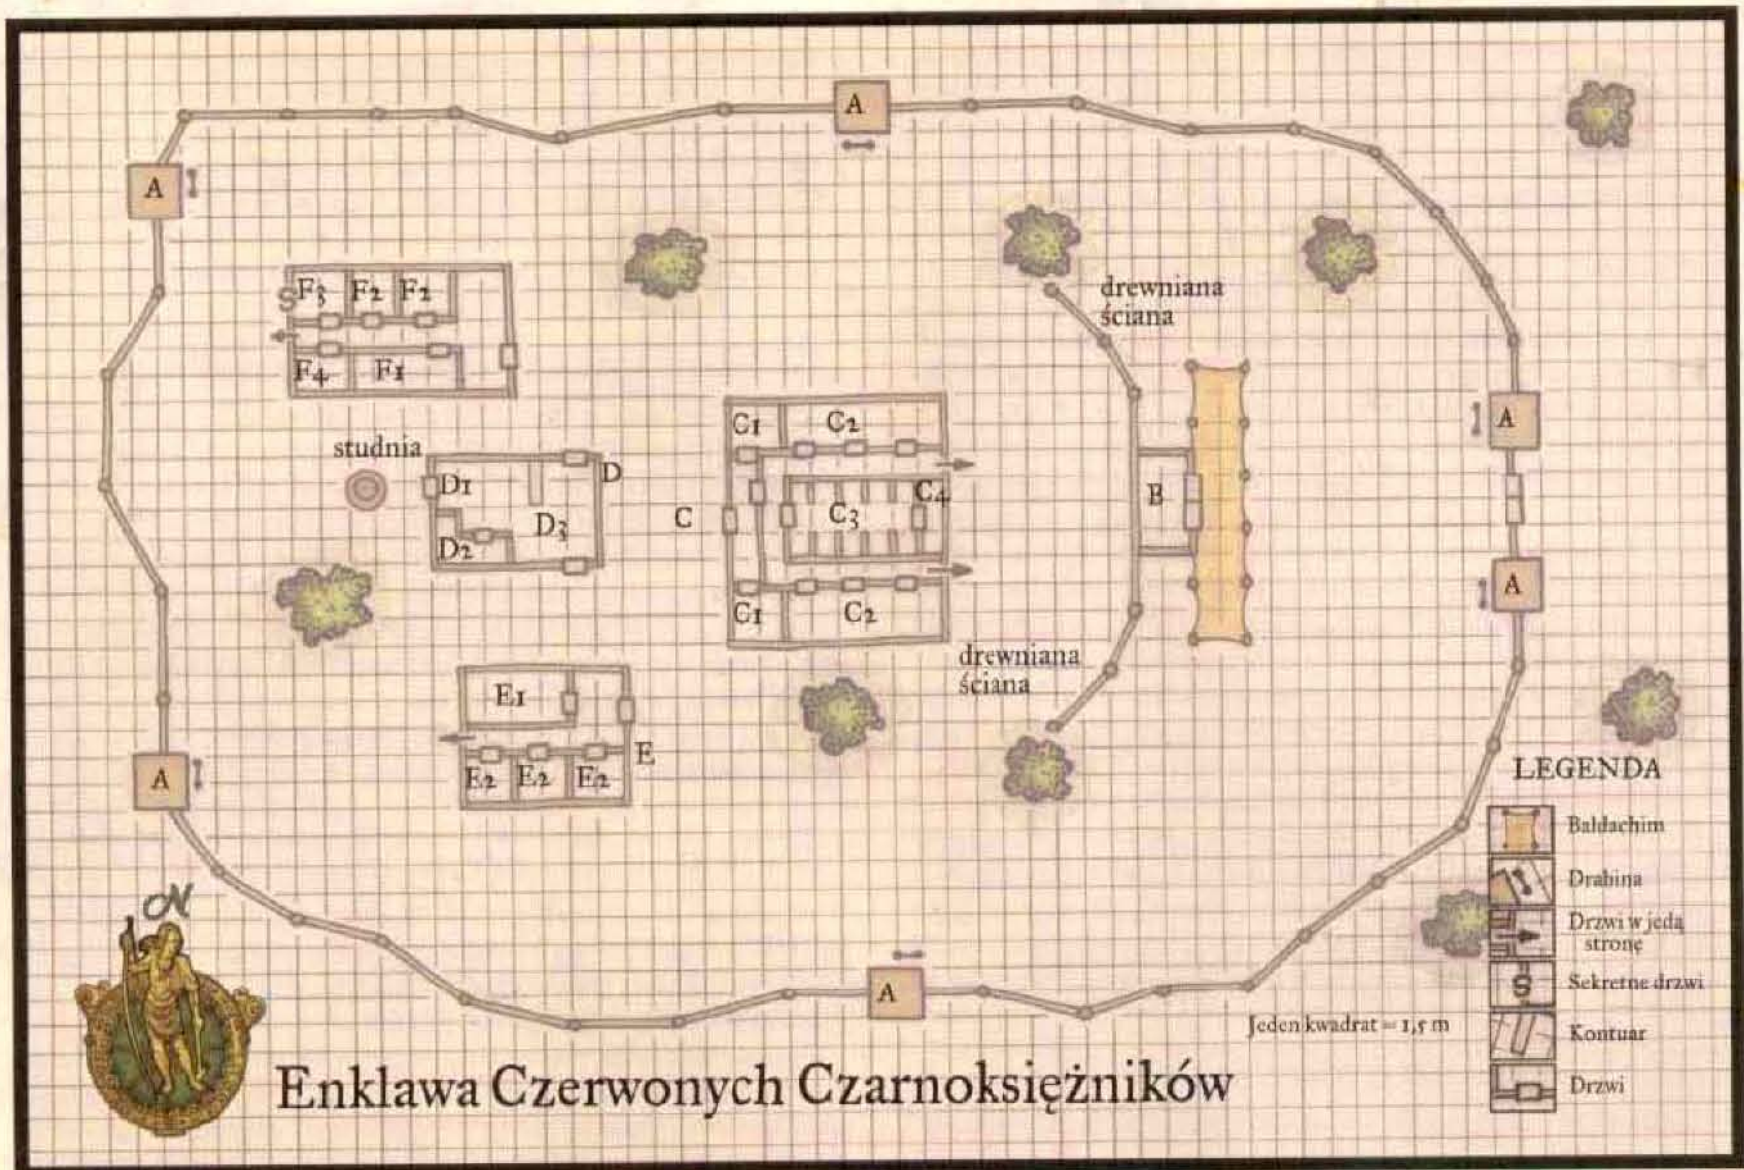 A
A
F3 F2 F2
S
F4 F1
drewniana
ściana
studnia
D1
D
D2
D3
C1
C2
C
C3
C4
C1
C2
B
A
A
drewniana
ściana
E1
E
E2 E2 E2
A
A
N
LEGENDA
Baldachim
Drabina
Drzwi w jedą
stronę
S
Sekretne drzwi
Kontuar
Drzwi
Jeden kwadrat = 1,5 m
Enklawa Czerwonych Czarnoksiężników